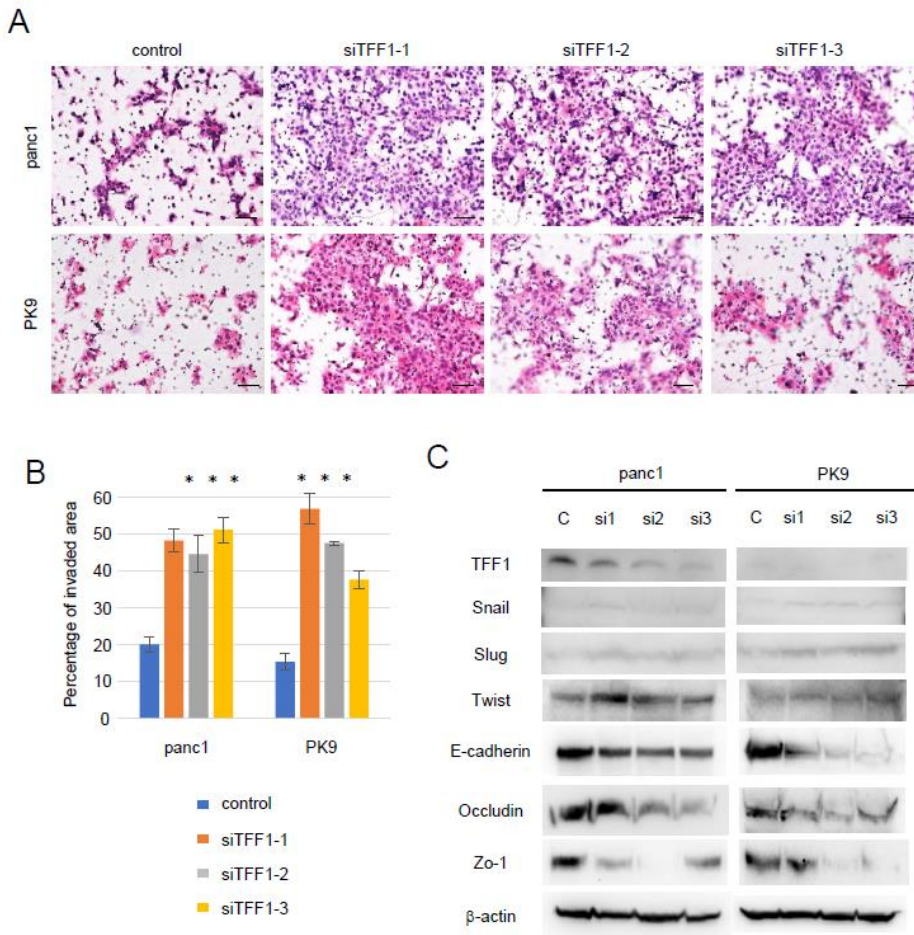 A
control siTFF1-1 siTFF1-2 siTFF1-3
panc1
PK9
B
* * * * * *
Percentage of invaded area
60
50
40
30
20
10
0
panc1 PK9
control
siTFF1-1
siTFF1-2
siTFF1-3
C
panc1 PK9
C si1 si2 si3 C si1 si2 si3
TFF1
Snail
Slug
Twist
E-cadherin
Occludin
Zo-1
β-actin